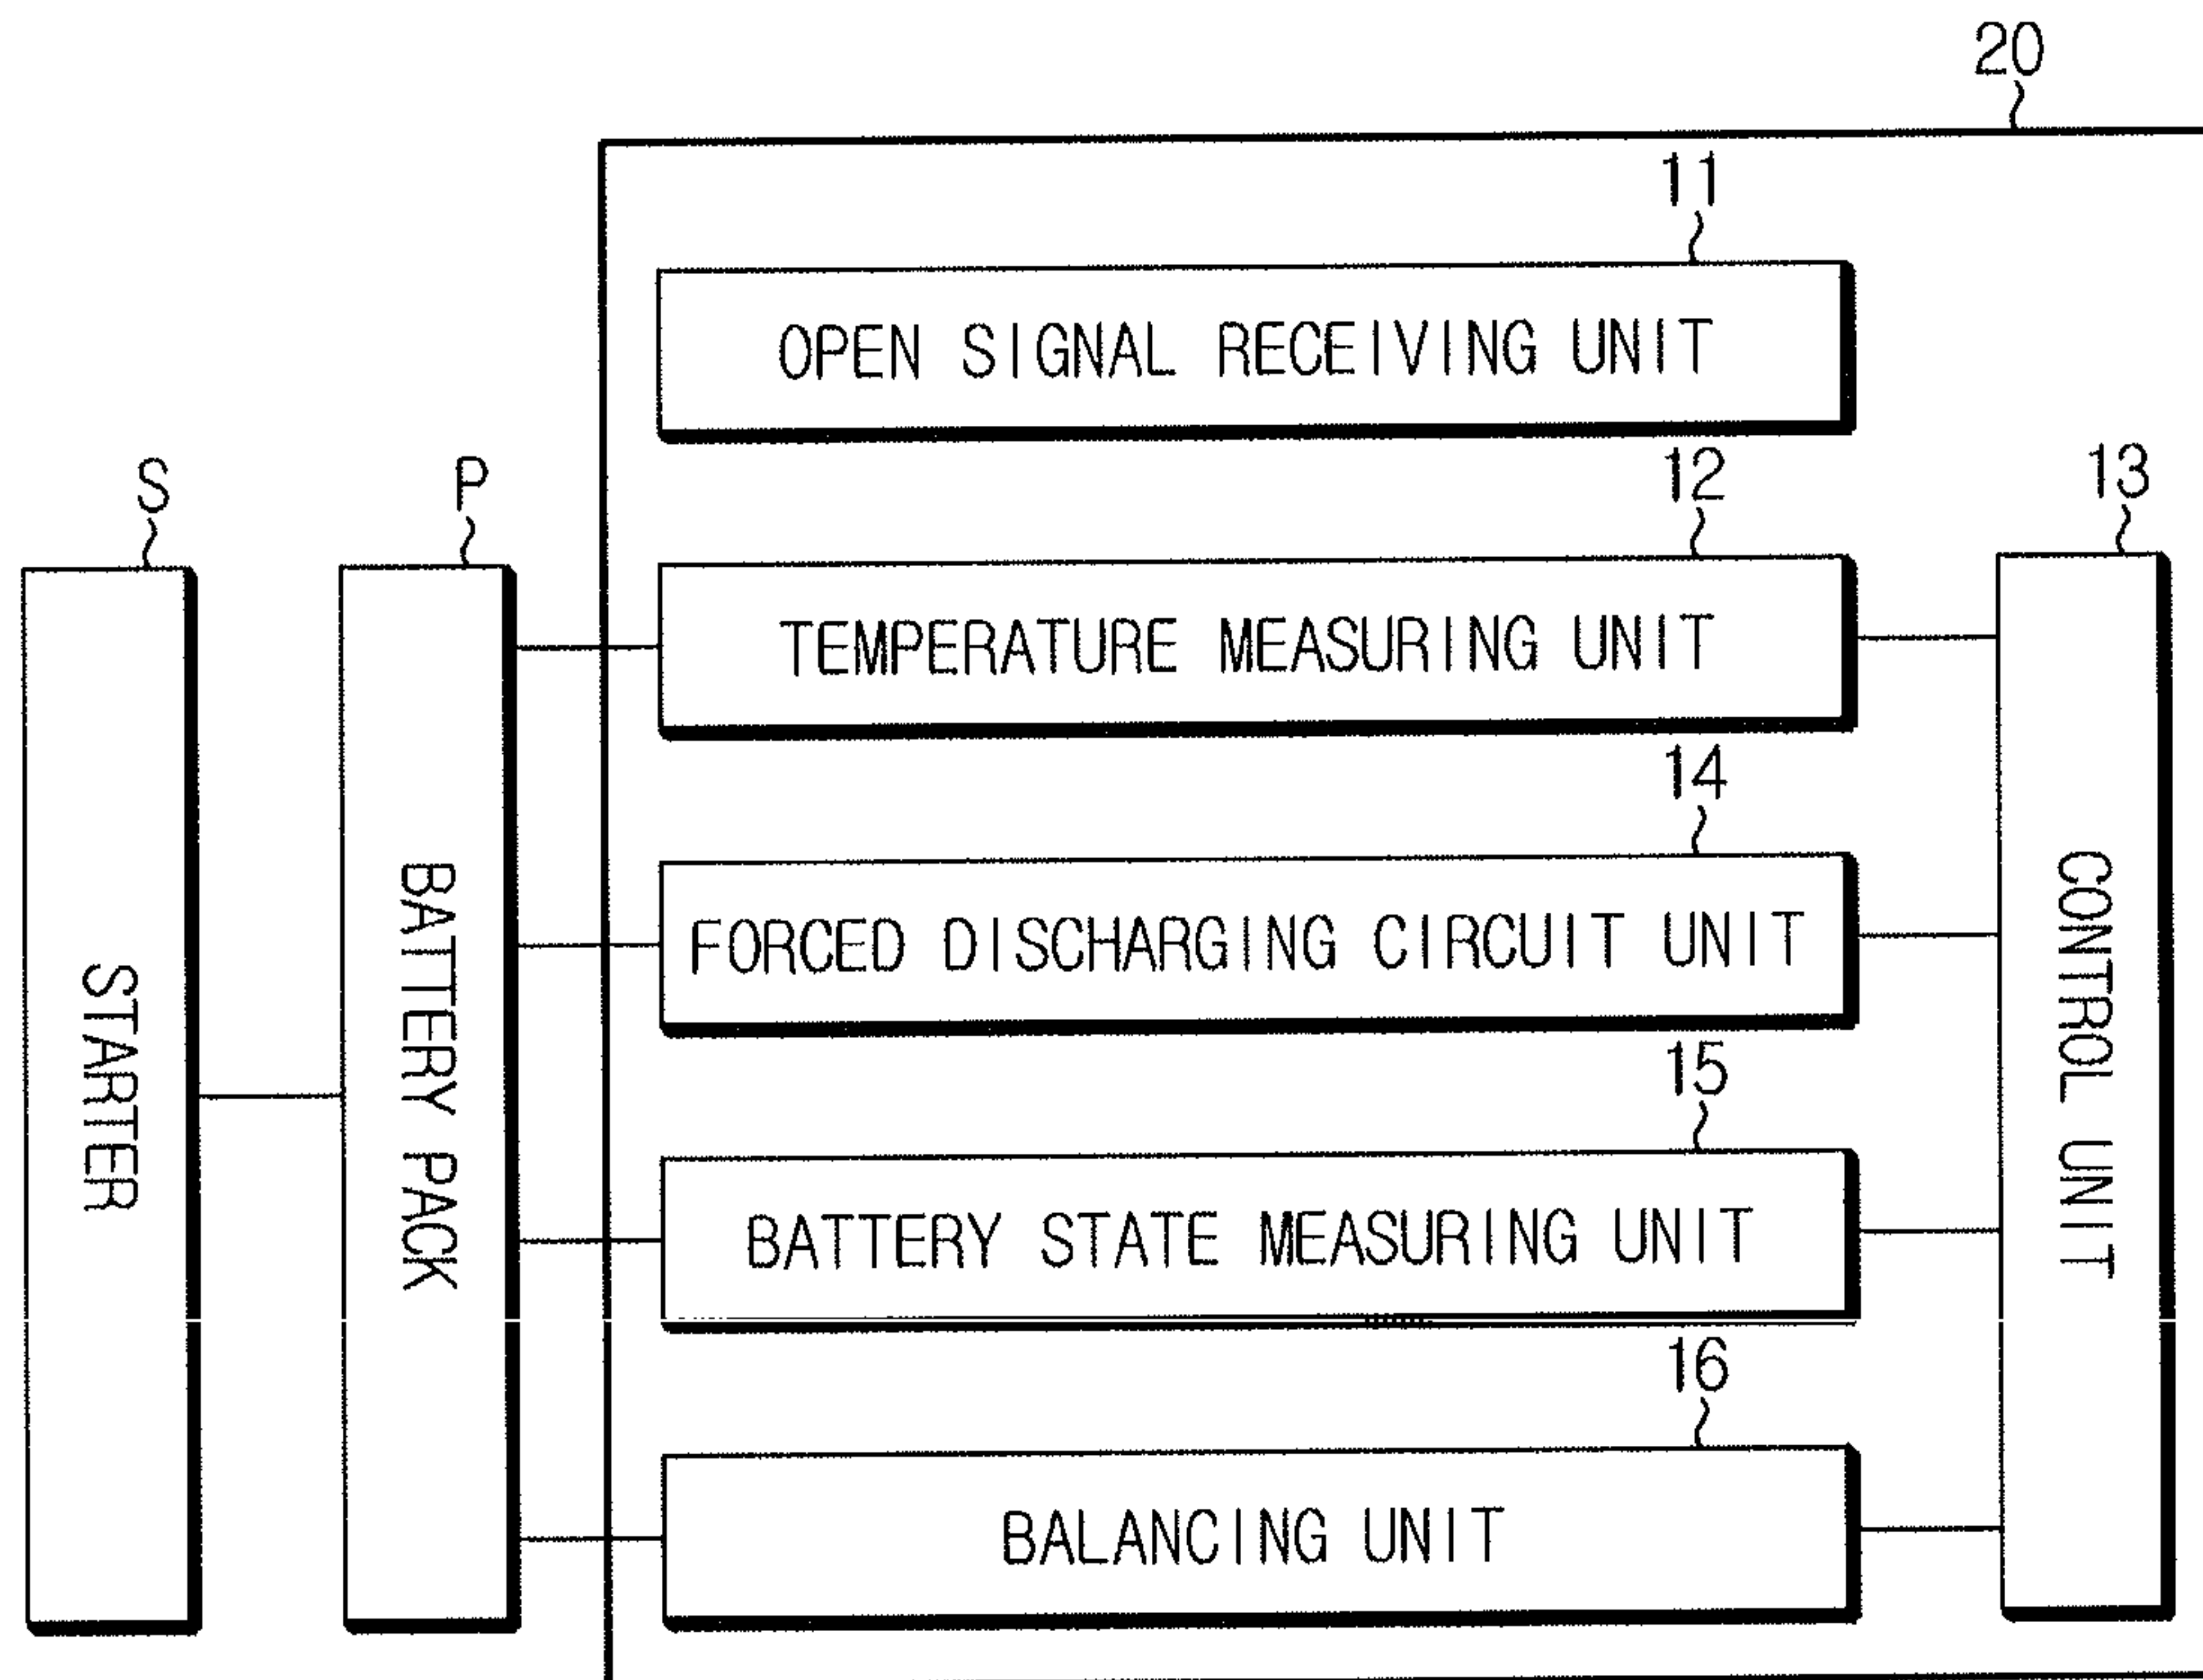 20
11
OPEN SIGNAL RECEIVING UNIT
S
P
12
13
TEMPERATURE MEASURING UNIT
14
FORCED DISCHARGING CIRCUIT UNIT
STARTER
BATTERY PACK
CONTROL UNIT
15
BATTERY STATE MEASURING UNIT
16
BALANCING UNIT